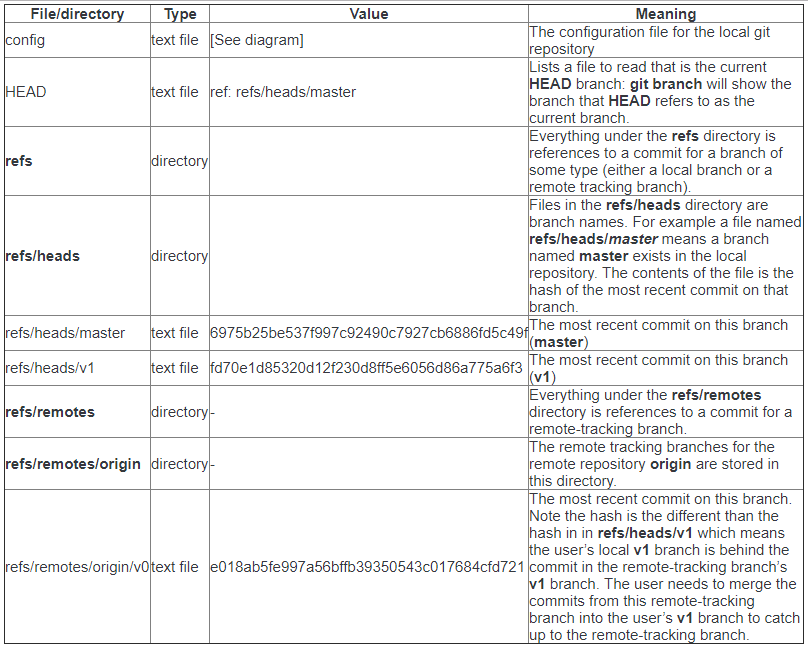 File/directory Type Value Meaning
config text file [See diagram] The configuration file for the local git
repository
HEAD text file ref: refs/heads/master Lists a file to read that is the current
HEAD branch: git branch will show the
branch that HEAD refers to as the
current branch.
refs directory Everything under the refs directory is
references to a commit for a branch of
some type (either a local branch or a
remote tracking branch).
refs/heads directory Files in the refs/heads directory are
branch names. For example a file named
refs/heads/master means a branch
named master exists in the local
repository. The contents of the file is the
hash of the most recent commit on that
branch.
refs/heads/master text file 6975b25be537f997c92490c7927cb6886fd5c49f The most recent commit on this branch
(master)
refs/heads/v1 text file fd70e1d85320d12f230d8ff5e6056d86a775a6f3 The most recent commit on this branch
(v1)
refs/remotes directory - Everything under the refs/remotes
directory is references to a commit for a
remote-tracking branch.
refs/remotes/origin directory - The remote tracking branches for the
remote repository origin are stored in
this directory.
refs/remotes/origin/v0 text file e018ab5fe997a56bffb39350543c017684cfd721 The most recent commit on this branch.
Note the hash is the different than the
hash in in refs/heads/v1 which means
the user's local v1 branch is behind the
commit in the remote-tracking branch's
v1 branch. The user needs to merge the
commits from this remote-tracking
branch into the user's v1 branch to catch
up to the remote-tracking branch.